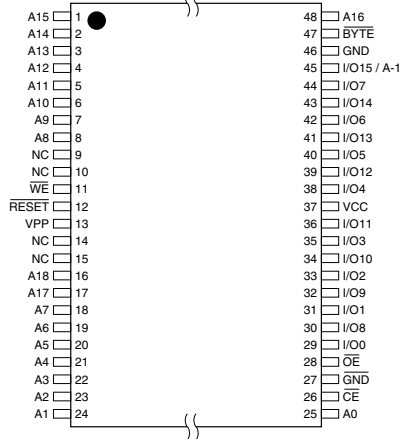 A15 1 48 A16
A14 2 47 BYTE
A13 3 46 GND
A12 4 45 I/O15 / A-1
A11 5 44 I/O7
A10 6 43 I/O14
A9 7 42 I/O6
A8 8 41 I/O13
NC 9 40 I/O5
NC 10 39 I/O12
WE 11 38 I/O4
RESET 12 37 VCC
VPP 13 36 I/O11
NC 14 35 I/O3
NC 15 34 I/O10
A18 16 33 I/O2
A17 17 32 I/O9
A7 18 31 I/O1
A6 19 30 I/O8
A5 20 29 I/O0
A4 21 28 OE
A3 22 27 GND
A2 23 26 CE
A1 24 25 A0